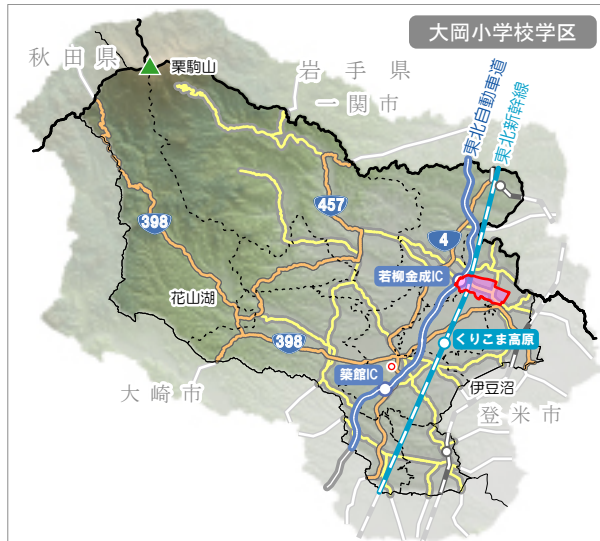 大岡小学校学区
秋田県
栗駒山
岩手県
一関市
東北自動車道
東北新幹線
457
398
4
若柳金成IC
花山湖
398
くりこま高原
築館IC
伊豆沼
大崎市
登米市